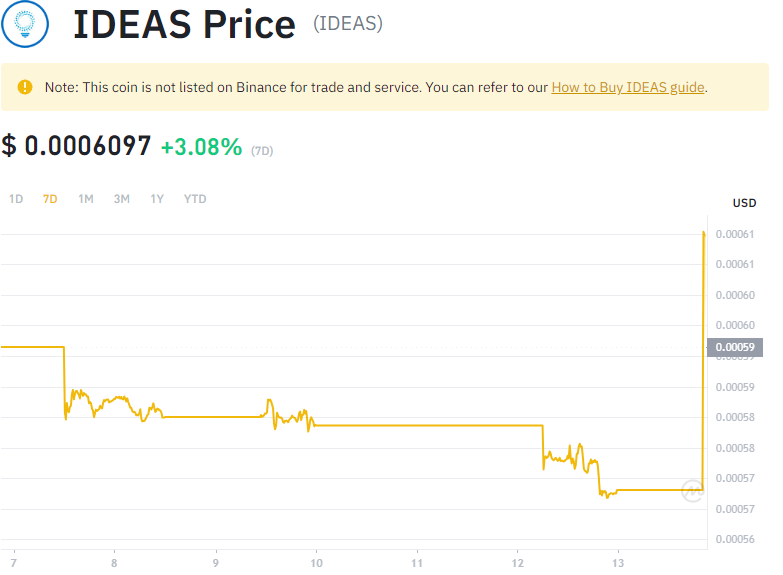 IDEAS Price (IDEAS)
Note: This coin is not listed on Binance for trade and service. You can refer to our How to Buy IDEAS guide.
$ 0.0006097 +3.08% (7D)
1D 7D 1M 3M 1Y YTD
USD
0.00061
0.00061
0.00060
0.00060
0.00059
0.00059
0.00058
0.00058
0.00057
0.00057
0.00056
7 8 9 10 11 12 13